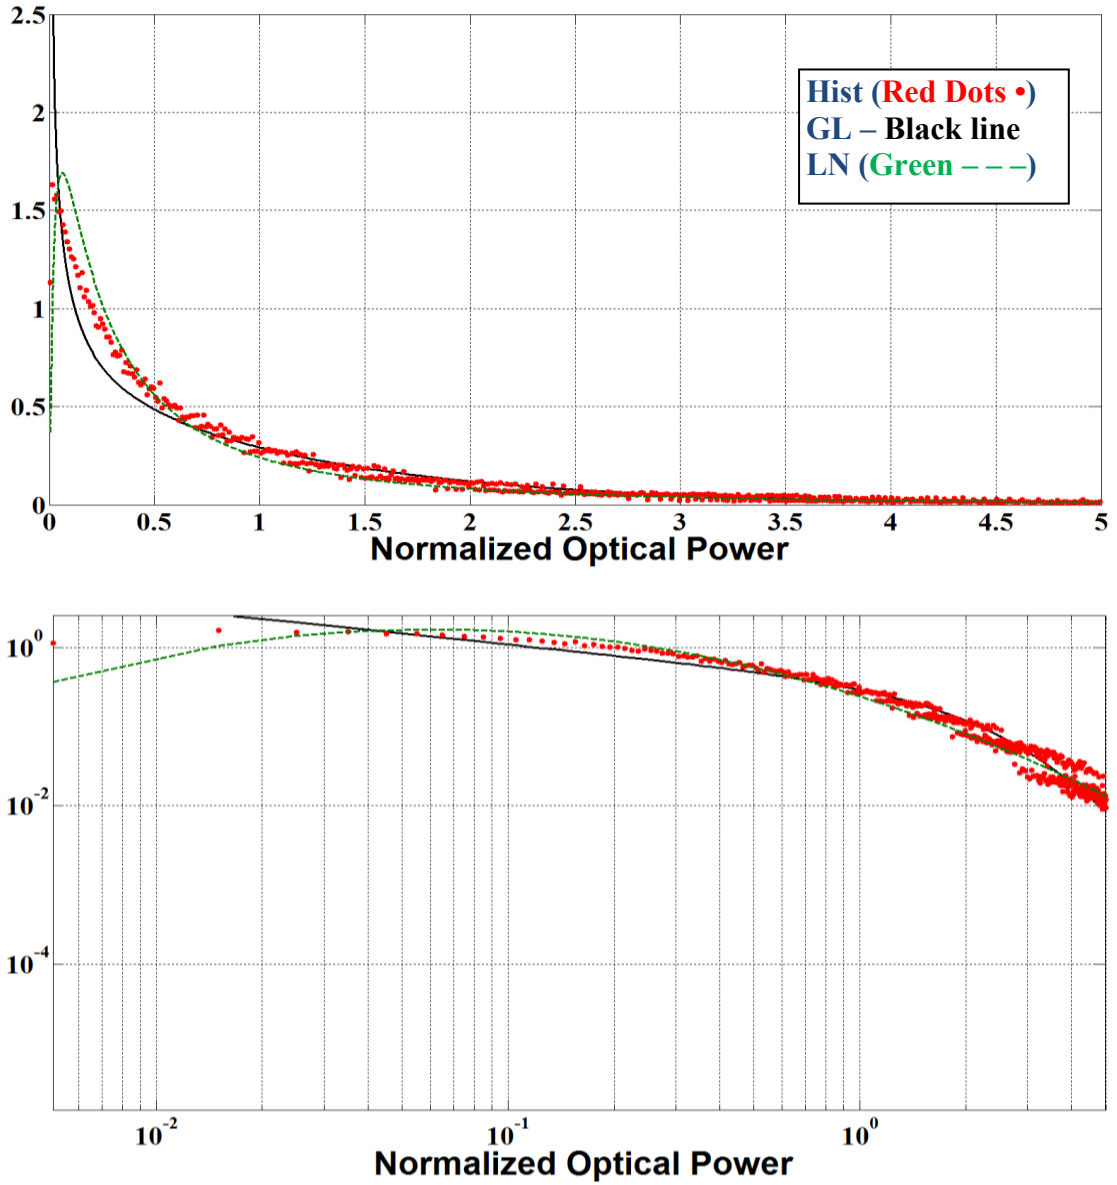 2.5
2
1.5
1
0.5
0
Hist (Red Dots •)
GL – Black line
LN (Green – – –)
0 0.5 1 1.5 2 2.5 3 3.5 4 4.5 5
Normalized Optical Power
10^0
10^-2
10^-4
10^-2 10^-1 10^0
Normalized Optical Power